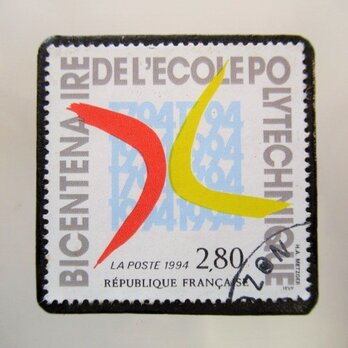 BICENTENAIRE
DE L'ECOLE POLYTECHNIQUE
1794 1994
LA POSTE 1994 2,80
RÉPUBLIQUE FRANÇAISE